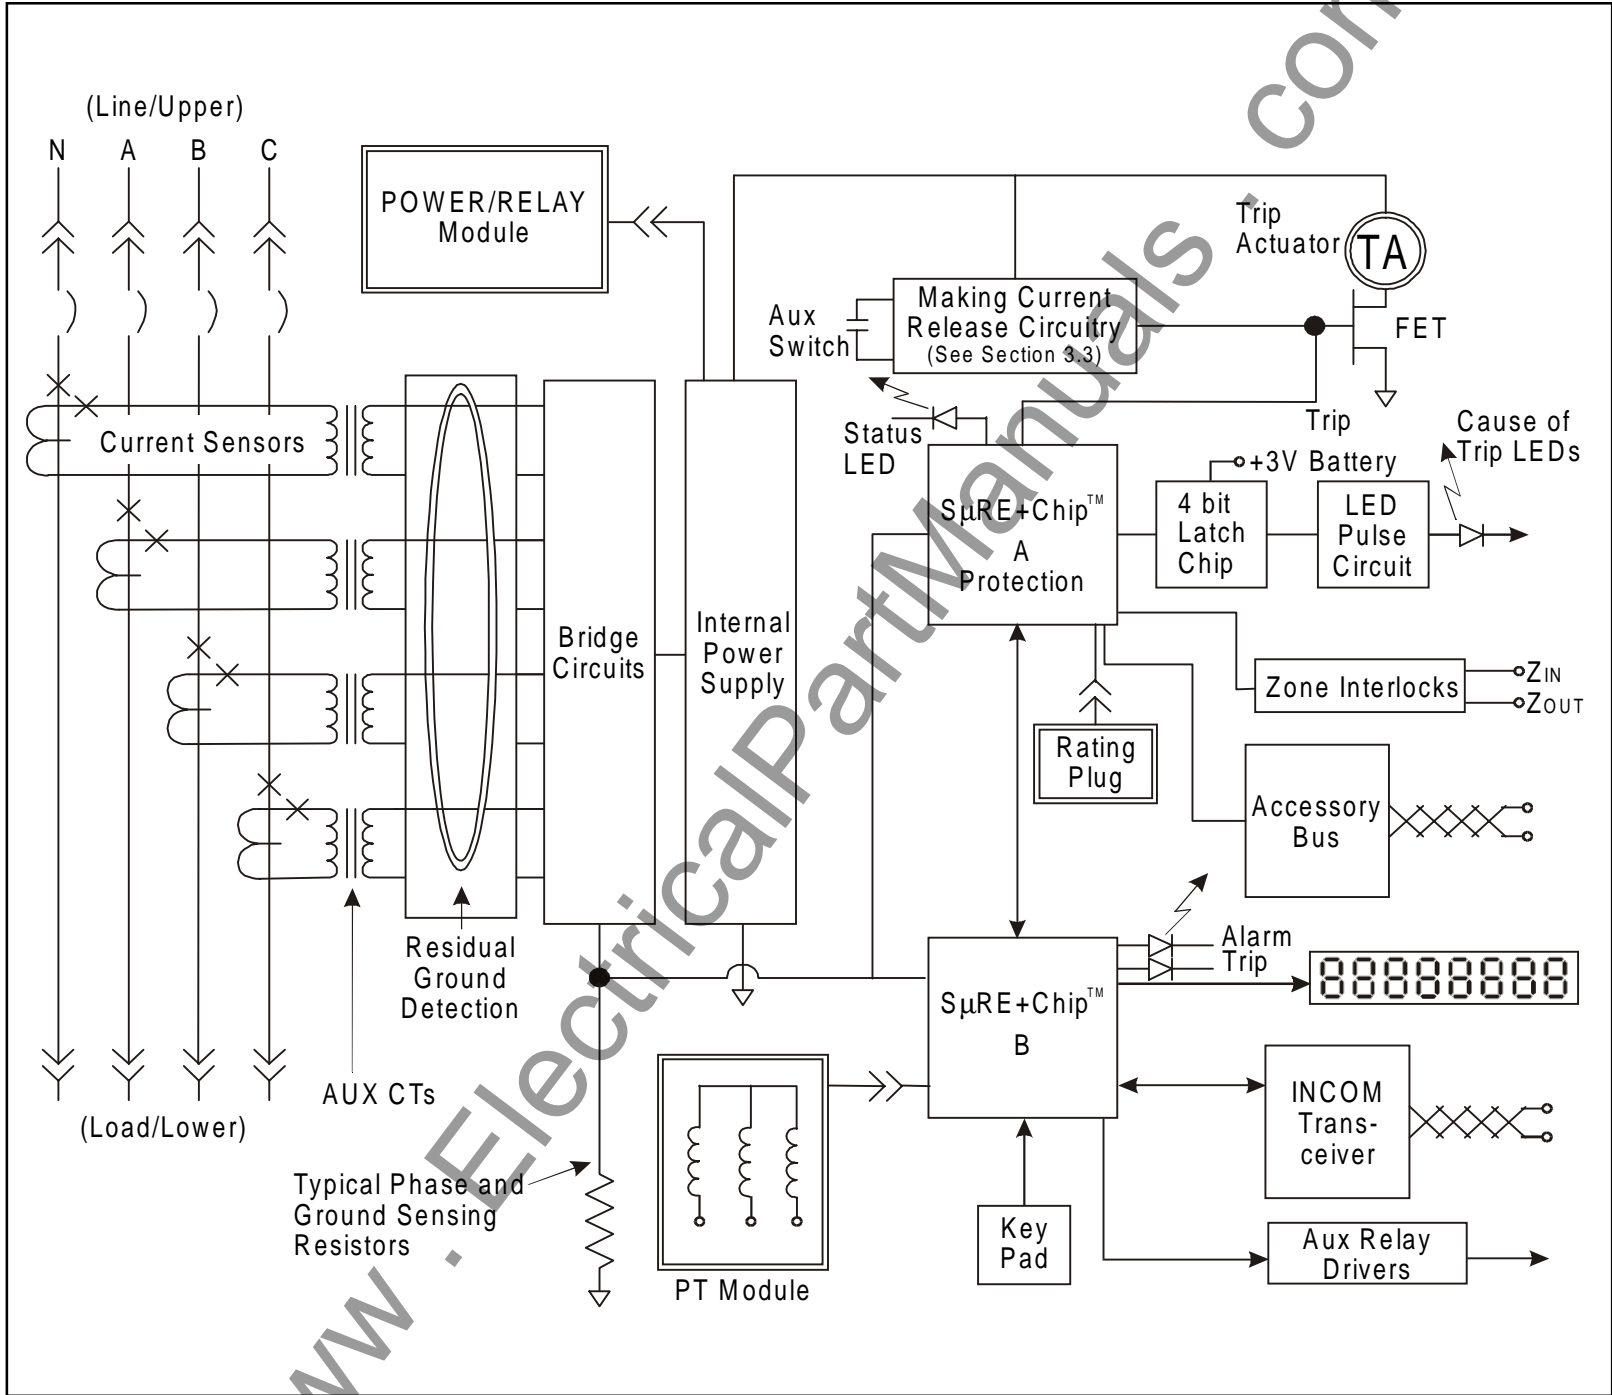 (Line/Upper)
N A B C
POWER/RELAY
Module
Trip
Actuator
TA
Making Current
Release Circuitry
(See Section 3.3)
Aux
Switch
FET
Status
LED
Trip
Cause of
Trip LEDs
Current Sensors
+3V Battery
SµRE+Chip™
A
Protection
4 bit
Latch
Chip
LED
Pulse
Circuit
Bridge
Circuits
Internal
Power
Supply
Zone Interlocks
ZIN
ZOUT
Rating
Plug
Accessory
Bus
Residual
Ground
Detection
Alarm
Trip
88888888
SµRE+Chip™
B
AUX CTs
(Load/Lower)
INCOM
Trans-
ceiver
Typical Phase and
Ground Sensing
Resistors
PT Module
Key
Pad
Aux Relay
Drivers
www . ElectricalPartManuals . com